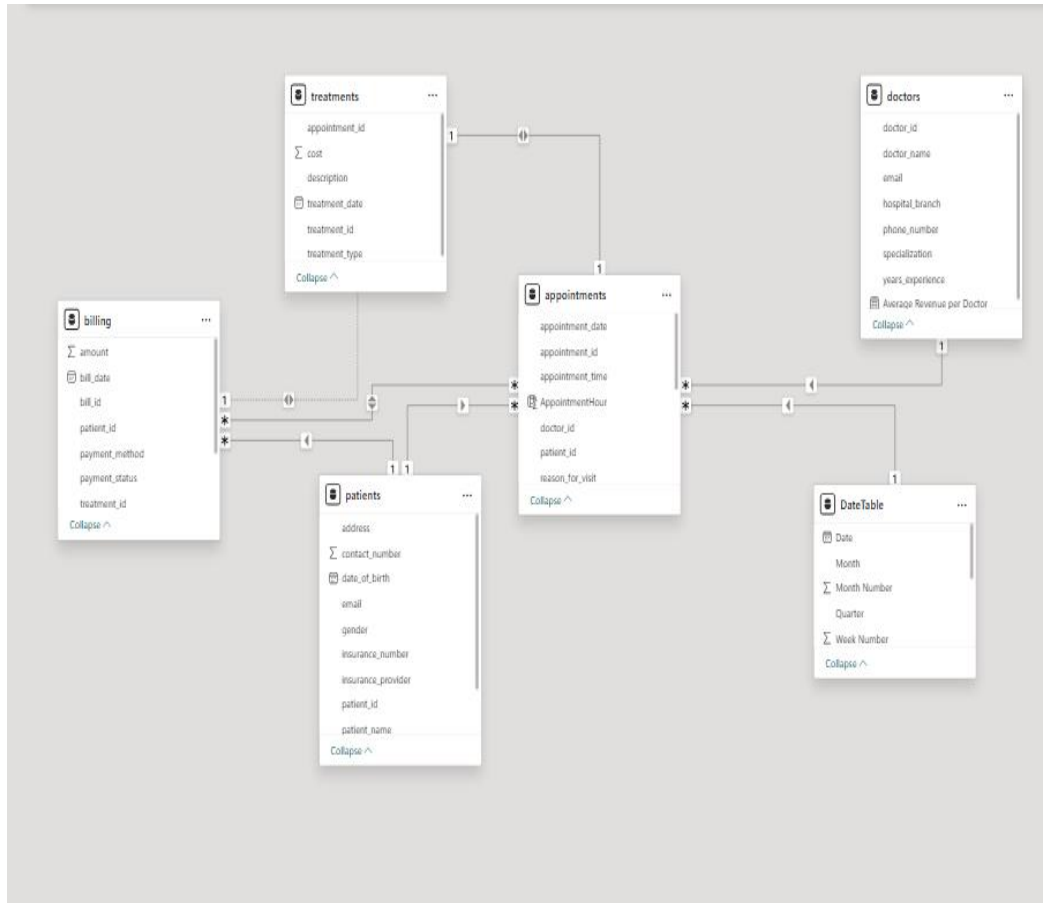 treatments
...
appointment_id
∑ cost
description
treatment_date
treatment_id
treatment_type
Collapse
doctors
...
doctor_id
doctor_name
email
hospital_branch
phone_number
specialization
years_experience
Average Revenue per Doctor
Collapse
1
1
appointments
...
appointment_date
appointment_id
appointment_time
AppointmentHour
doctor_id
patient_id
reason_for_visit
Collapse
billing
...
∑ amount
bill_date
bill_id
patient_id
payment_method
payment_status
treatment_id
Collapse
1
*
*
*
*
*
*
1
1
1
1
patients
...
address
∑ contact_number
date_of_birth
email
gender
insurance_number
insurance_provider
patient_id
patient_name
Collapse
DateTable
...
Date
Month
∑ Month Number
Quarter
∑ Week Number
Collapse